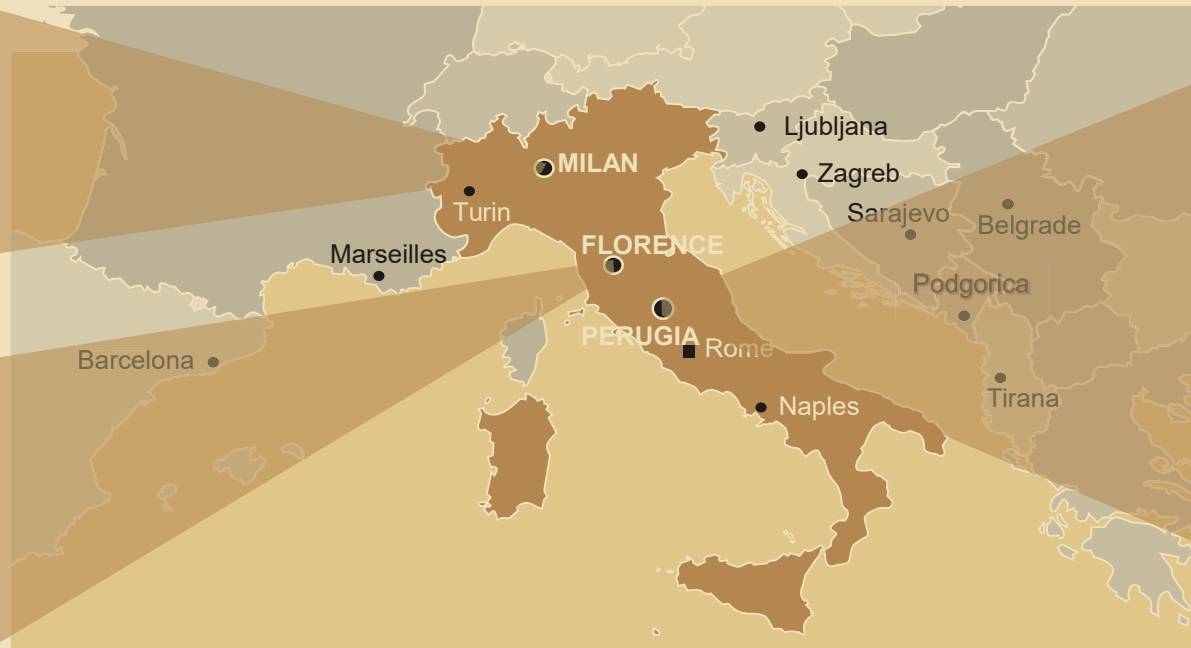 Ljubljana
MILAN
Zagreb
Turin
Sarajevo
Belgrade
FLORENCE
Marseilles
Podgorica
PERUGIA
Rome
Barcelona
Tirana
Naples